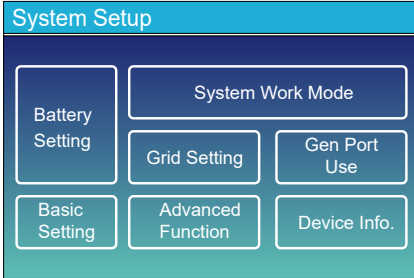 System Setup
Battery
Setting
System Work Mode
Grid Setting
Gen Port
Use
Basic
Setting
Advanced
Function
Device Info.